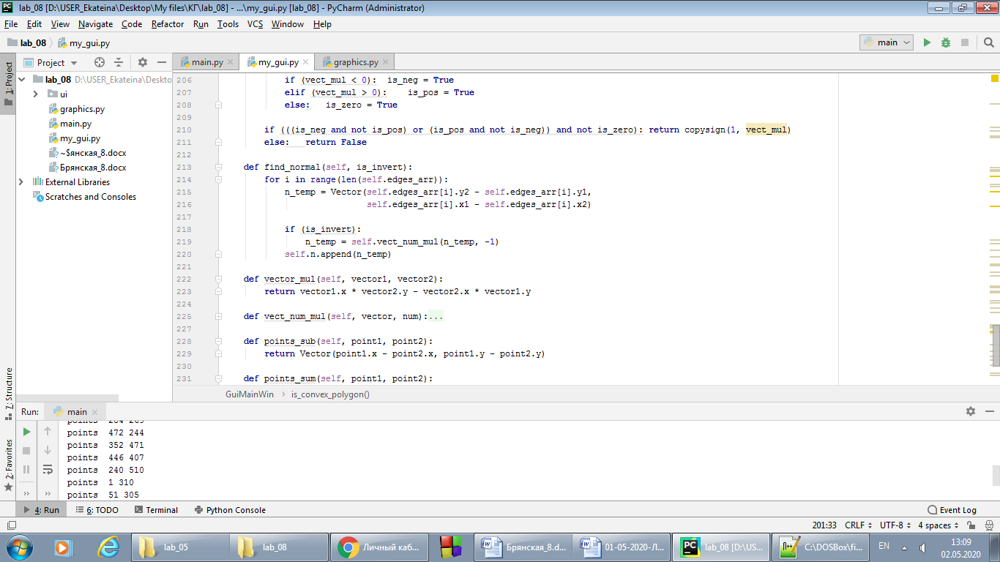 lab_08 [D:\USER_Ekateina\Desktop\My files\КГ\lab_08] - ...\my_gui.py [lab_08] - PyCharm (Administrator)
File Edit View Navigate Code Refactor Run Tools VCS Window Help
lab_08 my_gui.py main
Project main.py my_gui.py graphics.py
1: Project
lab_08 D:\USER_Ekateina\Deskto
ui
graphics.py
main.py
my_gui.py
~$янская_8.docx
Брянская_8.docx
External Libraries
Scratches and Consoles
206 if (vect_mul < 0): is_neg = True
207 elif (vect_mul > 0): is_pos = True
208 else: is_zero = True
209
210 if (((is_neg and not is_pos) or (is_pos and not is_neg)) and not is_zero): return copysign(1, vect_mul)
211 else: return False
212
213 def find_normal(self, is_invert):
214 for i in range(len(self.edges_arr)):
215 n_temp = Vector(self.edges_arr[i].y2 - self.edges_arr[i].y1,
216 self.edges_arr[i].x1 - self.edges_arr[i].x2)
217
218 if (is_invert):
219 n_temp = self.vect_num_mul(n_temp, -1)
220 self.n.append(n_temp)
221
222 def vector_mul(self, vector1, vector2):
223 return vector1.x * vector2.y - vector2.x * vector1.y
224
225 def vect_num_mul(self, vector, num):...
227
228 def points_sub(self, point1, point2):
229 return Vector(point1.x - point2.x, point1.y - point2.y)
230
231 def points_sum(self, point1, point2):
GuiMainWin is_convex_polygon()
7: Structure
2: Favorites
Run: main
points
points 472 244
points 352 471
points 446 407
points 240 510
points 1 310
points 51 305
4: Run 6: TODO Terminal Python Console Event Log
201:33 CRLF UTF-8 4 spaces
lab_05 lab_08 Личный каб... Брянская_8.d... 01-05-2020-Л... lab_08 [D:\US... C:\DOSBox\fi... EN 13:09
02.05.2020